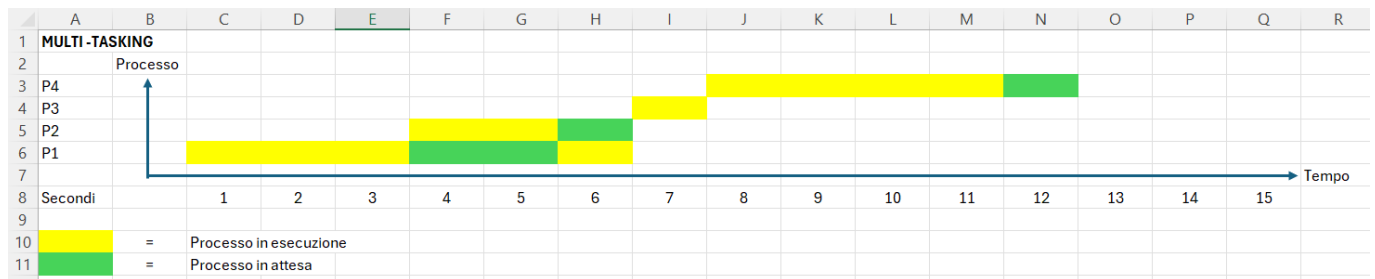 A B C D E F G H I J K L M N O P Q R
1 MULTI-TASKING
2 Processo
3 P4
4 P3
5 P2
6 P1
7 Tempo
8 Secondi 1 2 3 4 5 6 7 8 9 10 11 12 13 14 15
9
10 = Processo in esecuzione
11 = Processo in attesa